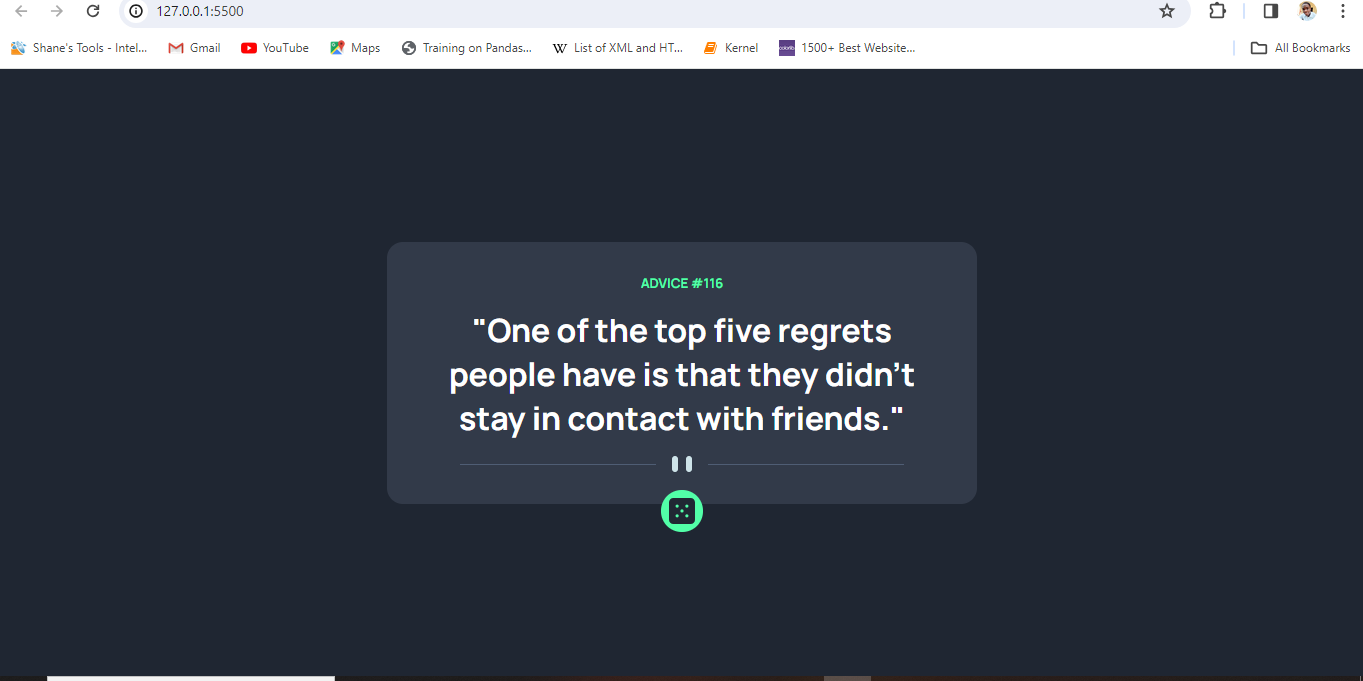 127.0.0.1:5500
Shane's Tools - Intel... Gmail YouTube Maps Training on Pandas... List of XML and HT... Kernel 1500+ Best Website... All Bookmarks
ADVICE #116
"One of the top five regrets
people have is that they didn't
stay in contact with friends."